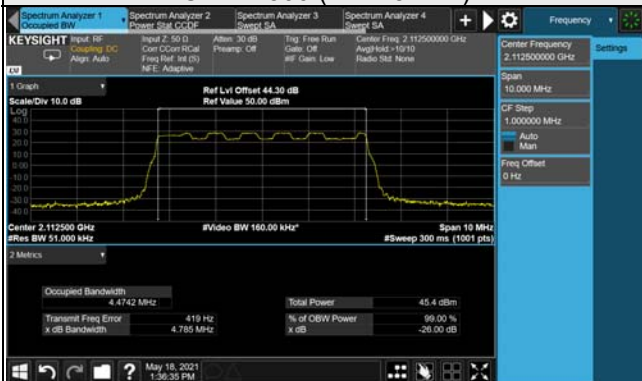 Spectrum Analyzer 1
Occupied BW
Spectrum Analyzer 2
Power Stat CCDF
Spectrum Analyzer 3
Swept SA
Spectrum Analyzer 4
Swept SA
Frequency
KEYSIGHT
Input: RF
Coupling: DC
Align: Auto
Input Z: 50 Ω
Corr CCorr RCal
Freq Ref: Int (S)
NFE: Adaptive
Atten: 30 dB
Preamp: Off
Trig: Free Run
Gate: Off
#IF Gain: Low
Center Freq: 2.112500000 GHz
Avg|Hold:>10/10
Radio Std: None
Center Frequency
2.112500000 GHz
Settings
Span
10.000 MHz
CF Step
1.000000 MHz
Auto
Man
Freq Offset
0 Hz
1 Graph
Scale/Div 10.0 dB
Ref Lvl Offset 44.30 dB
Ref Value 50.00 dBm
Log
40.0
30.0
20.0
10.0
0.00
-10.0
-20.0
-30.0
-40.0
Center 2.112500 GHz
#Res BW 51.000 kHz
#Video BW 160.00 kHz*
Span 10 MHz
#Sweep 300 ms (1001 pts)
2 Metrics
Occupied Bandwidth
4.4742 MHz
Total Power
45.4 dBm
Transmit Freq Error
419 Hz
% of OBW Power
99.00 %
x dB Bandwidth
4.785 MHz
x dB
-26.00 dB
?
May 18, 2021
1:36:35 PM